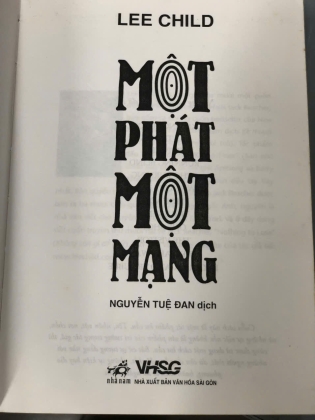 LEE CHILD
MỘT
PHÁT
MỘT
MẠNG
NGUYỄN TUỆ ĐAN dịch
nhã nam
VHSG
NHÀ XUẤT BẢN VĂN HÓA SÀI GÒN